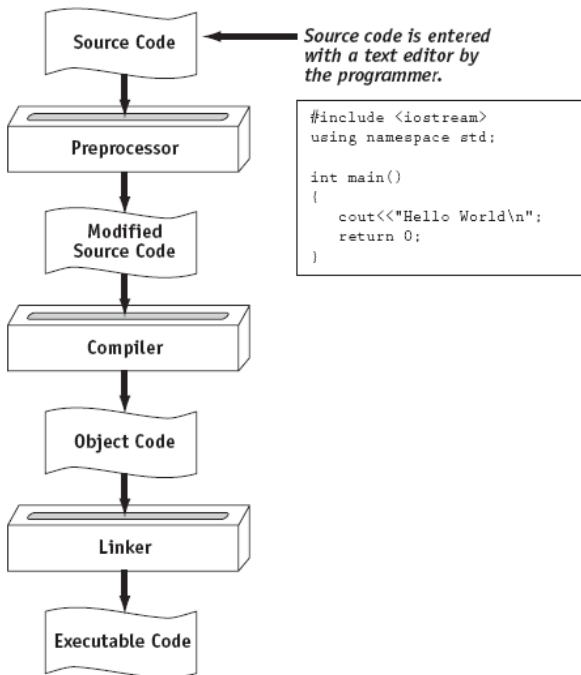 Source Code
Source code is entered
with a text editor by
the programmer.
#include <iostream>
using namespace std;
int main()
{
cout<<"Hello World\n";
return 0;
}
Preprocessor
Modified
Source Code
Compiler
Object Code
Linker
Executable Code